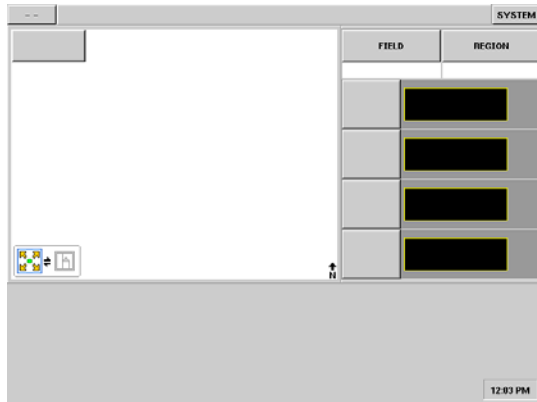 - -
SYSTEM
FIELD
REGION
N
12:03 PM